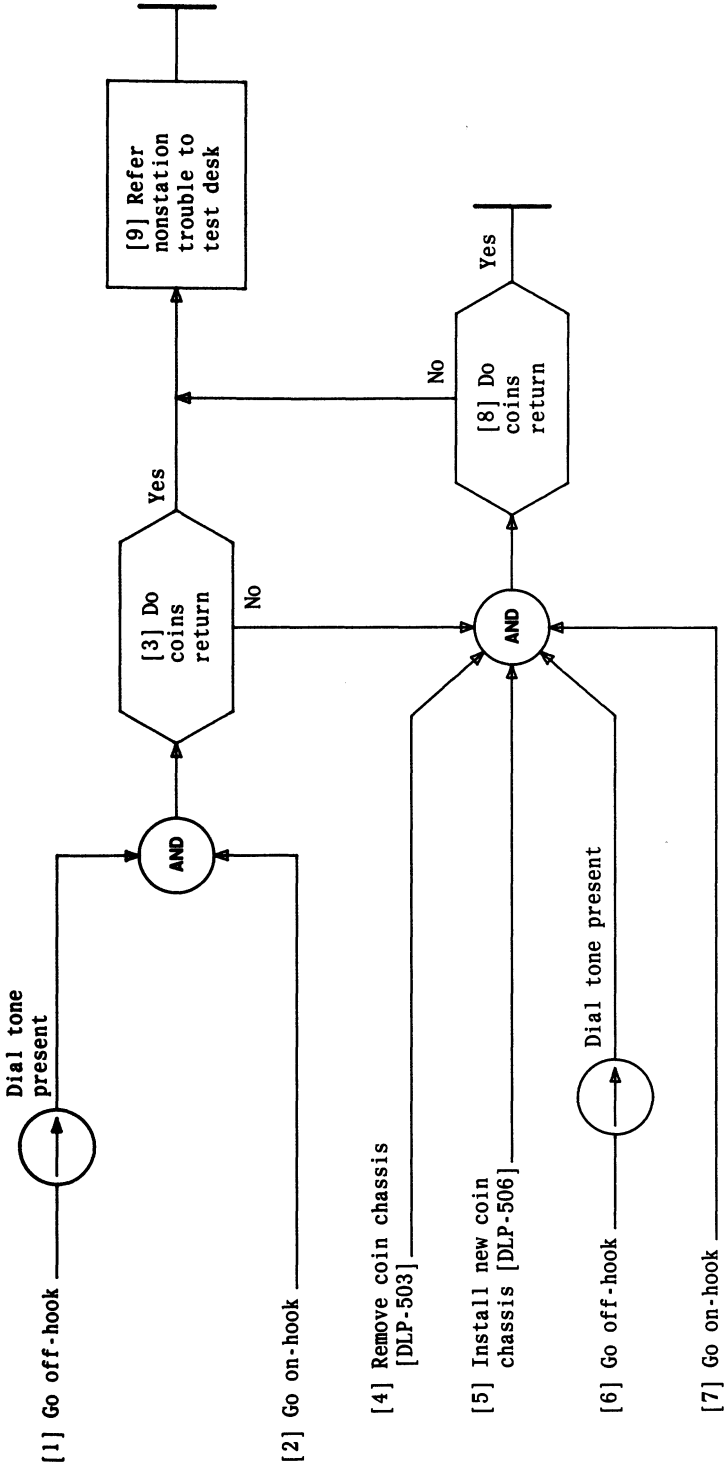 [1] Go off-hook
Dial tone
present
[2] Go on-hook
AND
[3] Do
coins
return
Yes
No
[9] Refer
nonstation
trouble to
test desk
[4] Remove coin chassis
[DLP-503]
[5] Install new coin
chassis [DLP-506]
[6] Go off-hook
Dial tone present
[7] Go on-hook
AND
[8] Do
coins
return
No
Yes